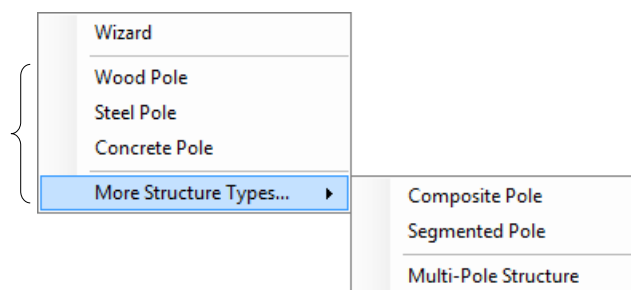 Wizard
Wood Pole
Steel Pole
Concrete Pole
More Structure Types...
Composite Pole
Segmented Pole
Multi-Pole Structure